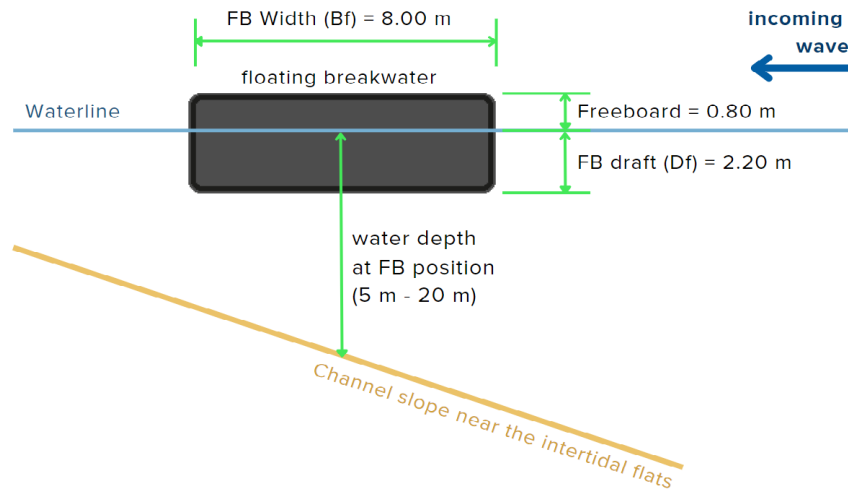 FB Width (Bf) = 8.00 m
incoming
wave
floating breakwater
Waterline
Freeboard = 0.80 m
FB draft (Df) = 2.20 m
water depth
at FB position
(5 m - 20 m)
Channel slope near the intertidal flats